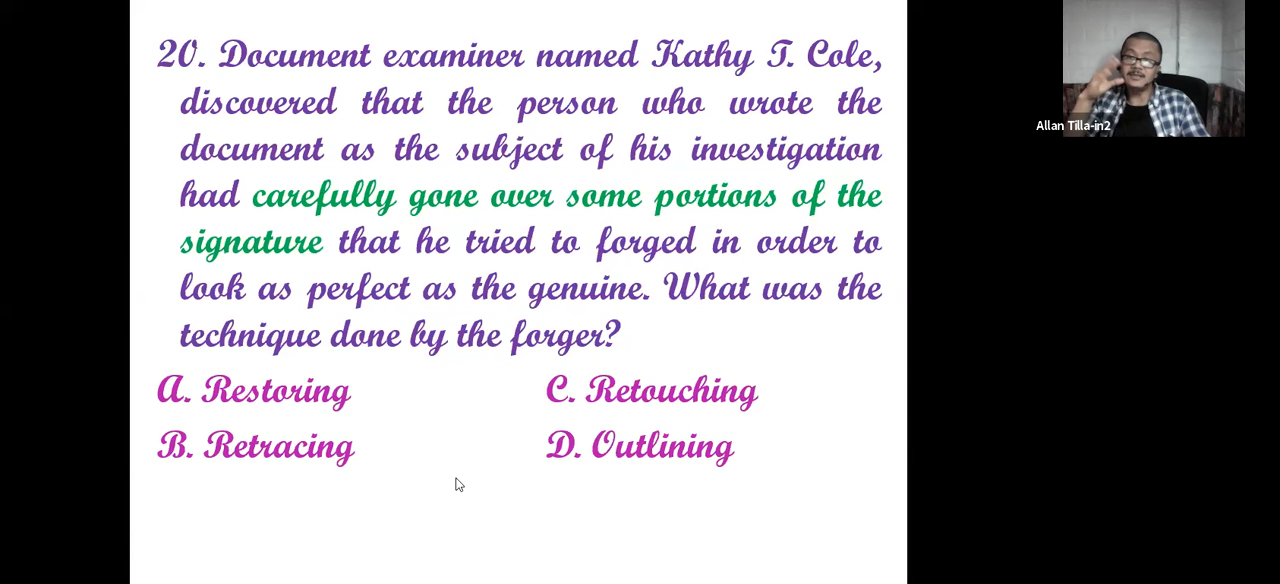 20. Document examiner named Kathy T. Cole,
discovered that the person who wrote the
document as the subject of his investigation
had carefully gone over some portions of the
signature that he tried to forged in order to
look as perfect as the genuine. What was the
technique done by the forger?
A. Restoring
C. Retouching
B. Retracing
D. Outlining
Allan Tilla-in2